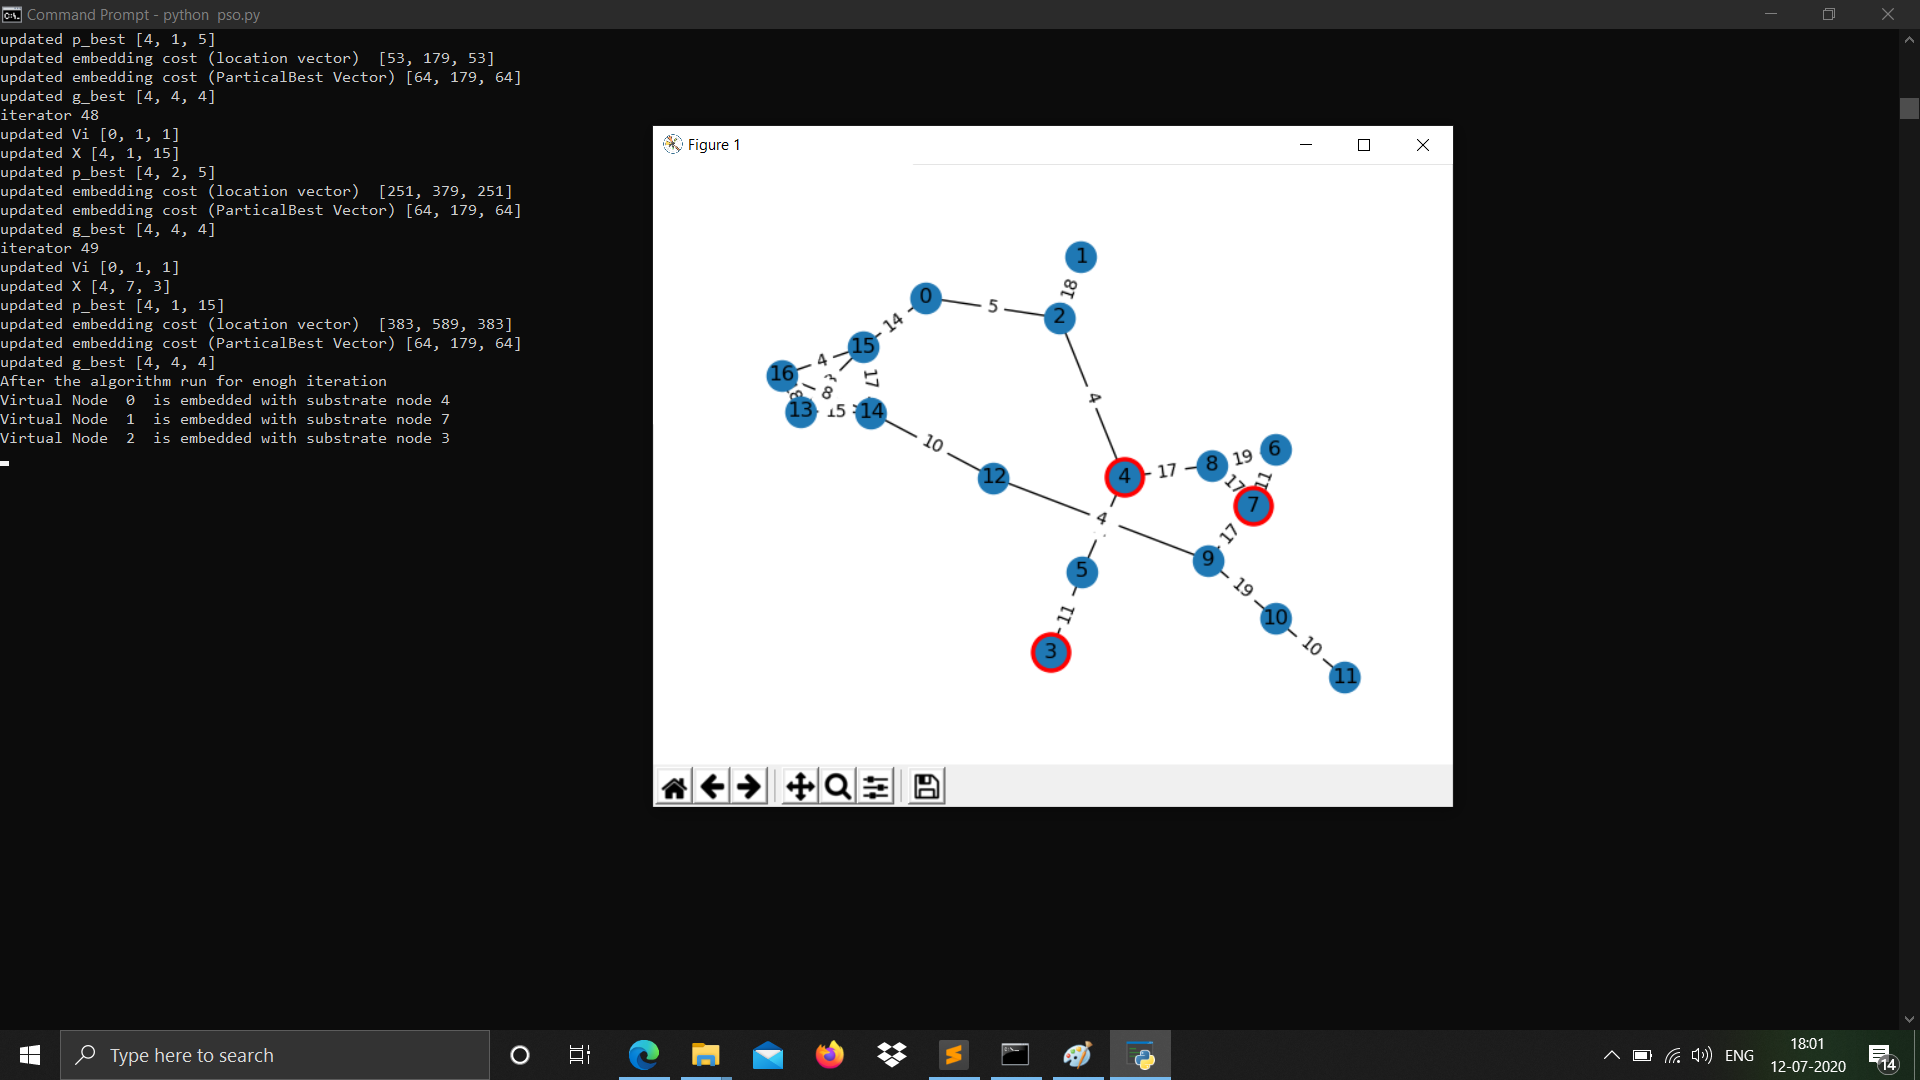 Command Prompt - python  pso.py
updated p_best [4, 1, 5]
updated embedding cost (location vector)  [53, 179, 53]
updated embedding cost (ParticalBest Vector) [64, 179, 64]
updated g_best [4, 4, 4]
iterator 48
updated Vi [0, 1, 1]
updated X [4, 1, 15]
updated p_best [4, 2, 5]
updated embedding cost (location vector)  [251, 379, 251]
updated embedding cost (ParticalBest Vector) [64, 179, 64]
updated g_best [4, 4, 4]
iterator 49
updated Vi [0, 1, 1]
updated X [4, 7, 3]
updated p_best [4, 1, 15]
updated embedding cost (location vector)  [383, 589, 383]
updated embedding cost (ParticalBest Vector) [64, 179, 64]
updated g_best [4, 4, 4]
After the algorithm run for enogh iteration
Virtual Node  0  is embedded with substrate node 4
Virtual Node  1  is embedded with substrate node 7
Virtual Node  2  is embedded with substrate node 3
Figure 1
1
18
0
5
2
14
15
4
16
3
17
8
8
13
15
14
4
10
12
4
17
8
19
6
17
11
7
4
17
5
9
19
11
10
3
10
11
Type here to search
ENG
18:01
12-07-2020
14